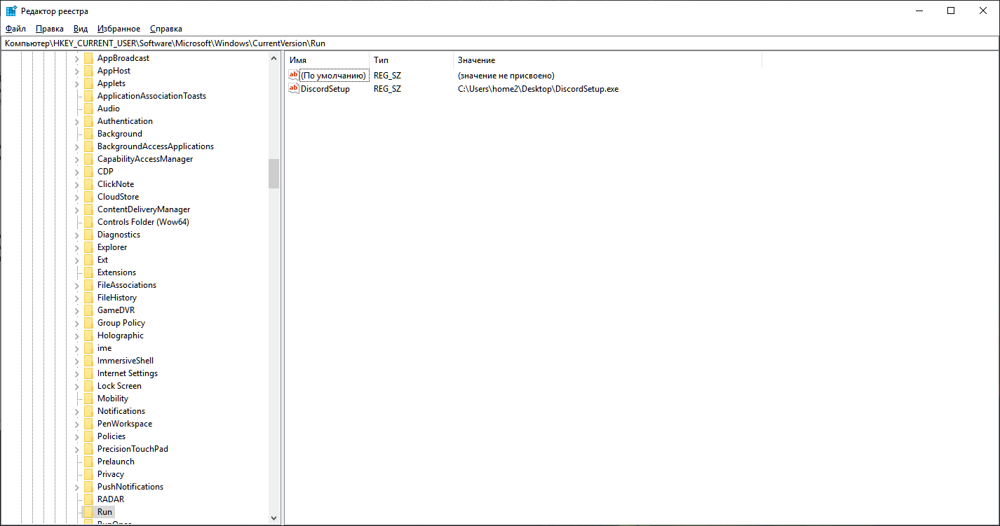 Редактор реестра
Файл Правка Вид Избранное Справка
Компьютер\HKEY_CURRENT_USER\Software\Microsoft\Windows\CurrentVersion\Run
AppBroadcast
AppHost
Applets
ApplicationAssociationToasts
Audio
Authentication
Background
BackgroundAccessApplications
CapabilityAccessManager
CDP
ClickNote
CloudStore
ContentDeliveryManager
Controls Folder (Wow64)
Diagnostics
Explorer
Ext
Extensions
FileAssociations
FileHistory
GameDVR
Group Policy
Holographic
ime
ImmersiveShell
Internet Settings
Lock Screen
Mobility
Notifications
PenWorkspace
Policies
PrecisionTouchPad
Prelaunch
Privacy
PushNotifications
RADAR
Run
Имя Тип Значение
(По умолчанию) REG_SZ (значение не присвоено)
DiscordSetup REG_SZ C:\Users\home2\Desktop\DiscordSetup.exe